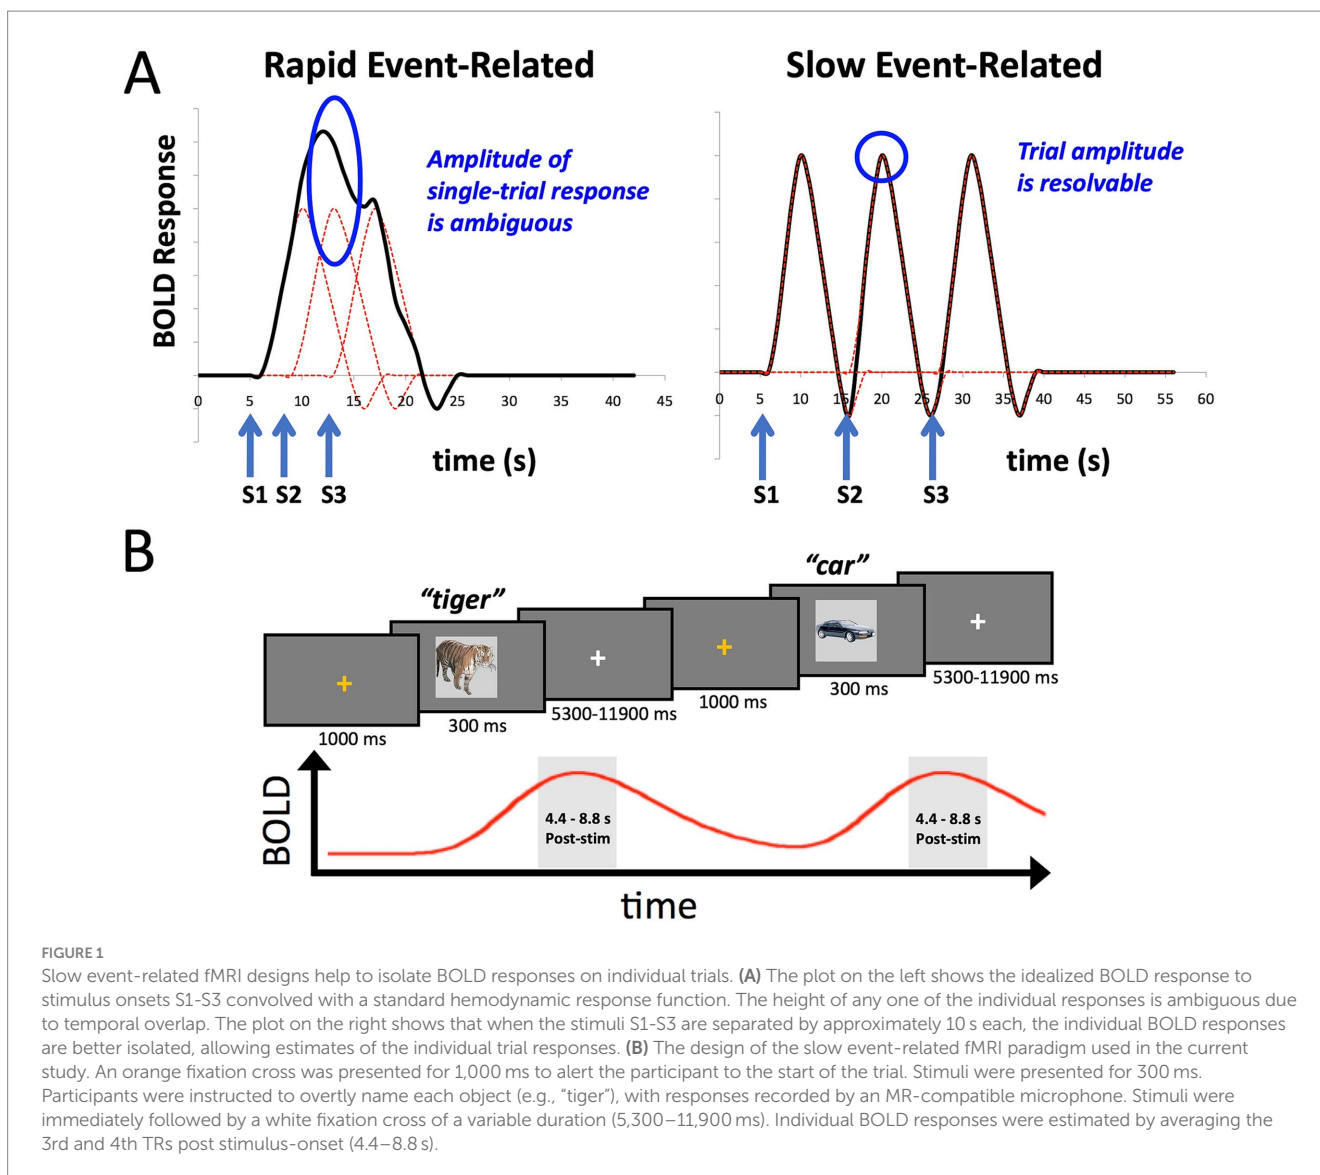 A
Rapid Event-Related
Slow Event-Related
BOLD Response
Amplitude of
single-trial response
is ambiguous
Trial amplitude
is resolvable
0 5 10 15 20 25 30 35 40 45
0 5 10 15 20 25 30 35 40 45 50 55 60
time (s)
time (s)
S1 S2 S3
S1 S2 S3
B
“tiger”
“car”
1000 ms
300 ms
5300-11900 ms
1000 ms
300 ms
5300-11900 ms
BOLD
4.4 - 8.8 s
Post-stim
4.4 - 8.8 s
Post-stim
time
FIGURE 1
Slow event-related fMRI designs help to isolate BOLD responses on individual trials. (A) The plot on the left shows the idealized BOLD response to
stimulus onsets S1-S3 convolved with a standard hemodynamic response function. The height of any one of the individual responses is ambiguous due
to temporal overlap. The plot on the right shows that when the stimuli S1-S3 are separated by approximately 10 s each, the individual BOLD responses
are better isolated, allowing estimates of the individual trial responses. (B) The design of the slow event-related fMRI paradigm used in the current
study. An orange fixation cross was presented for 1,000 ms to alert the participant to the start of the trial. Stimuli were presented for 300 ms.
Participants were instructed to overtly name each object (e.g., “tiger”), with responses recorded by an MR-compatible microphone. Stimuli were
immediately followed by a white fixation cross of a variable duration (5,300–11,900 ms). Individual BOLD responses were estimated by averaging the
3rd and 4th TRs post stimulus-onset (4.4–8.8 s).